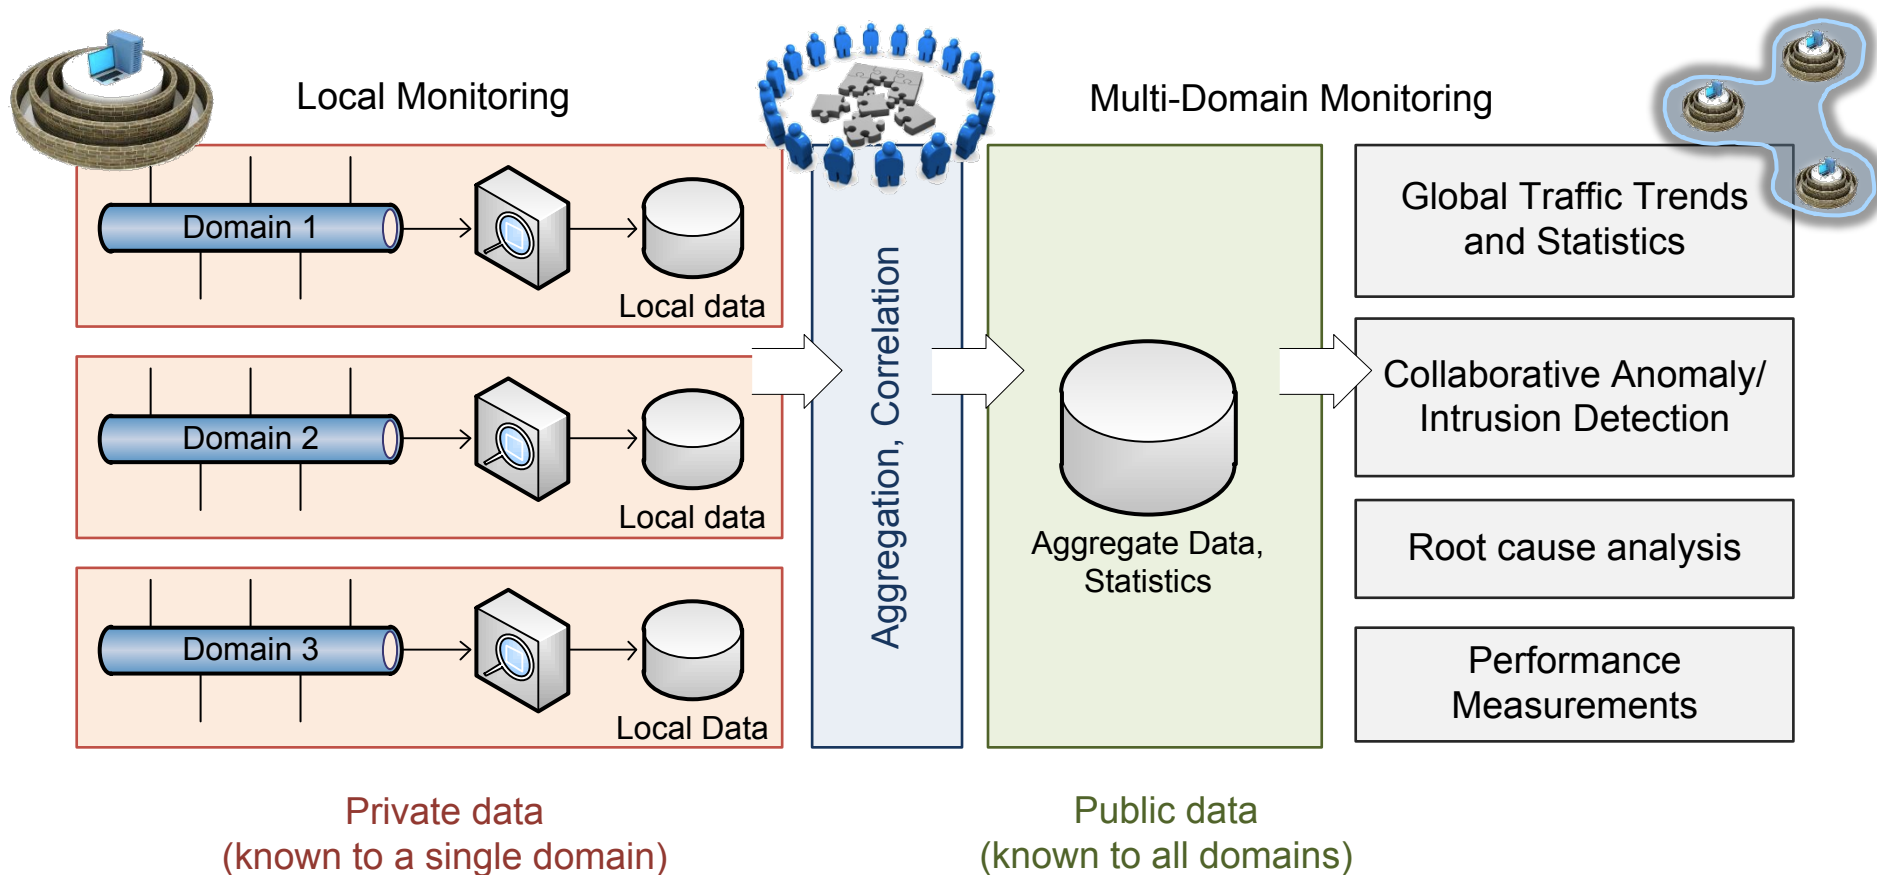 Local Monitoring
Multi-Domain Monitoring
Domain 1
Local data
Domain 2
Local data
Domain 3
Local Data
Aggregation, Correlation
Aggregate Data,
Statistics
Global Traffic Trends
and Statistics
Collaborative Anomaly/
Intrusion Detection
Root cause analysis
Performance
Measurements
Private data
(known to a single domain)
Public data
(known to all domains)